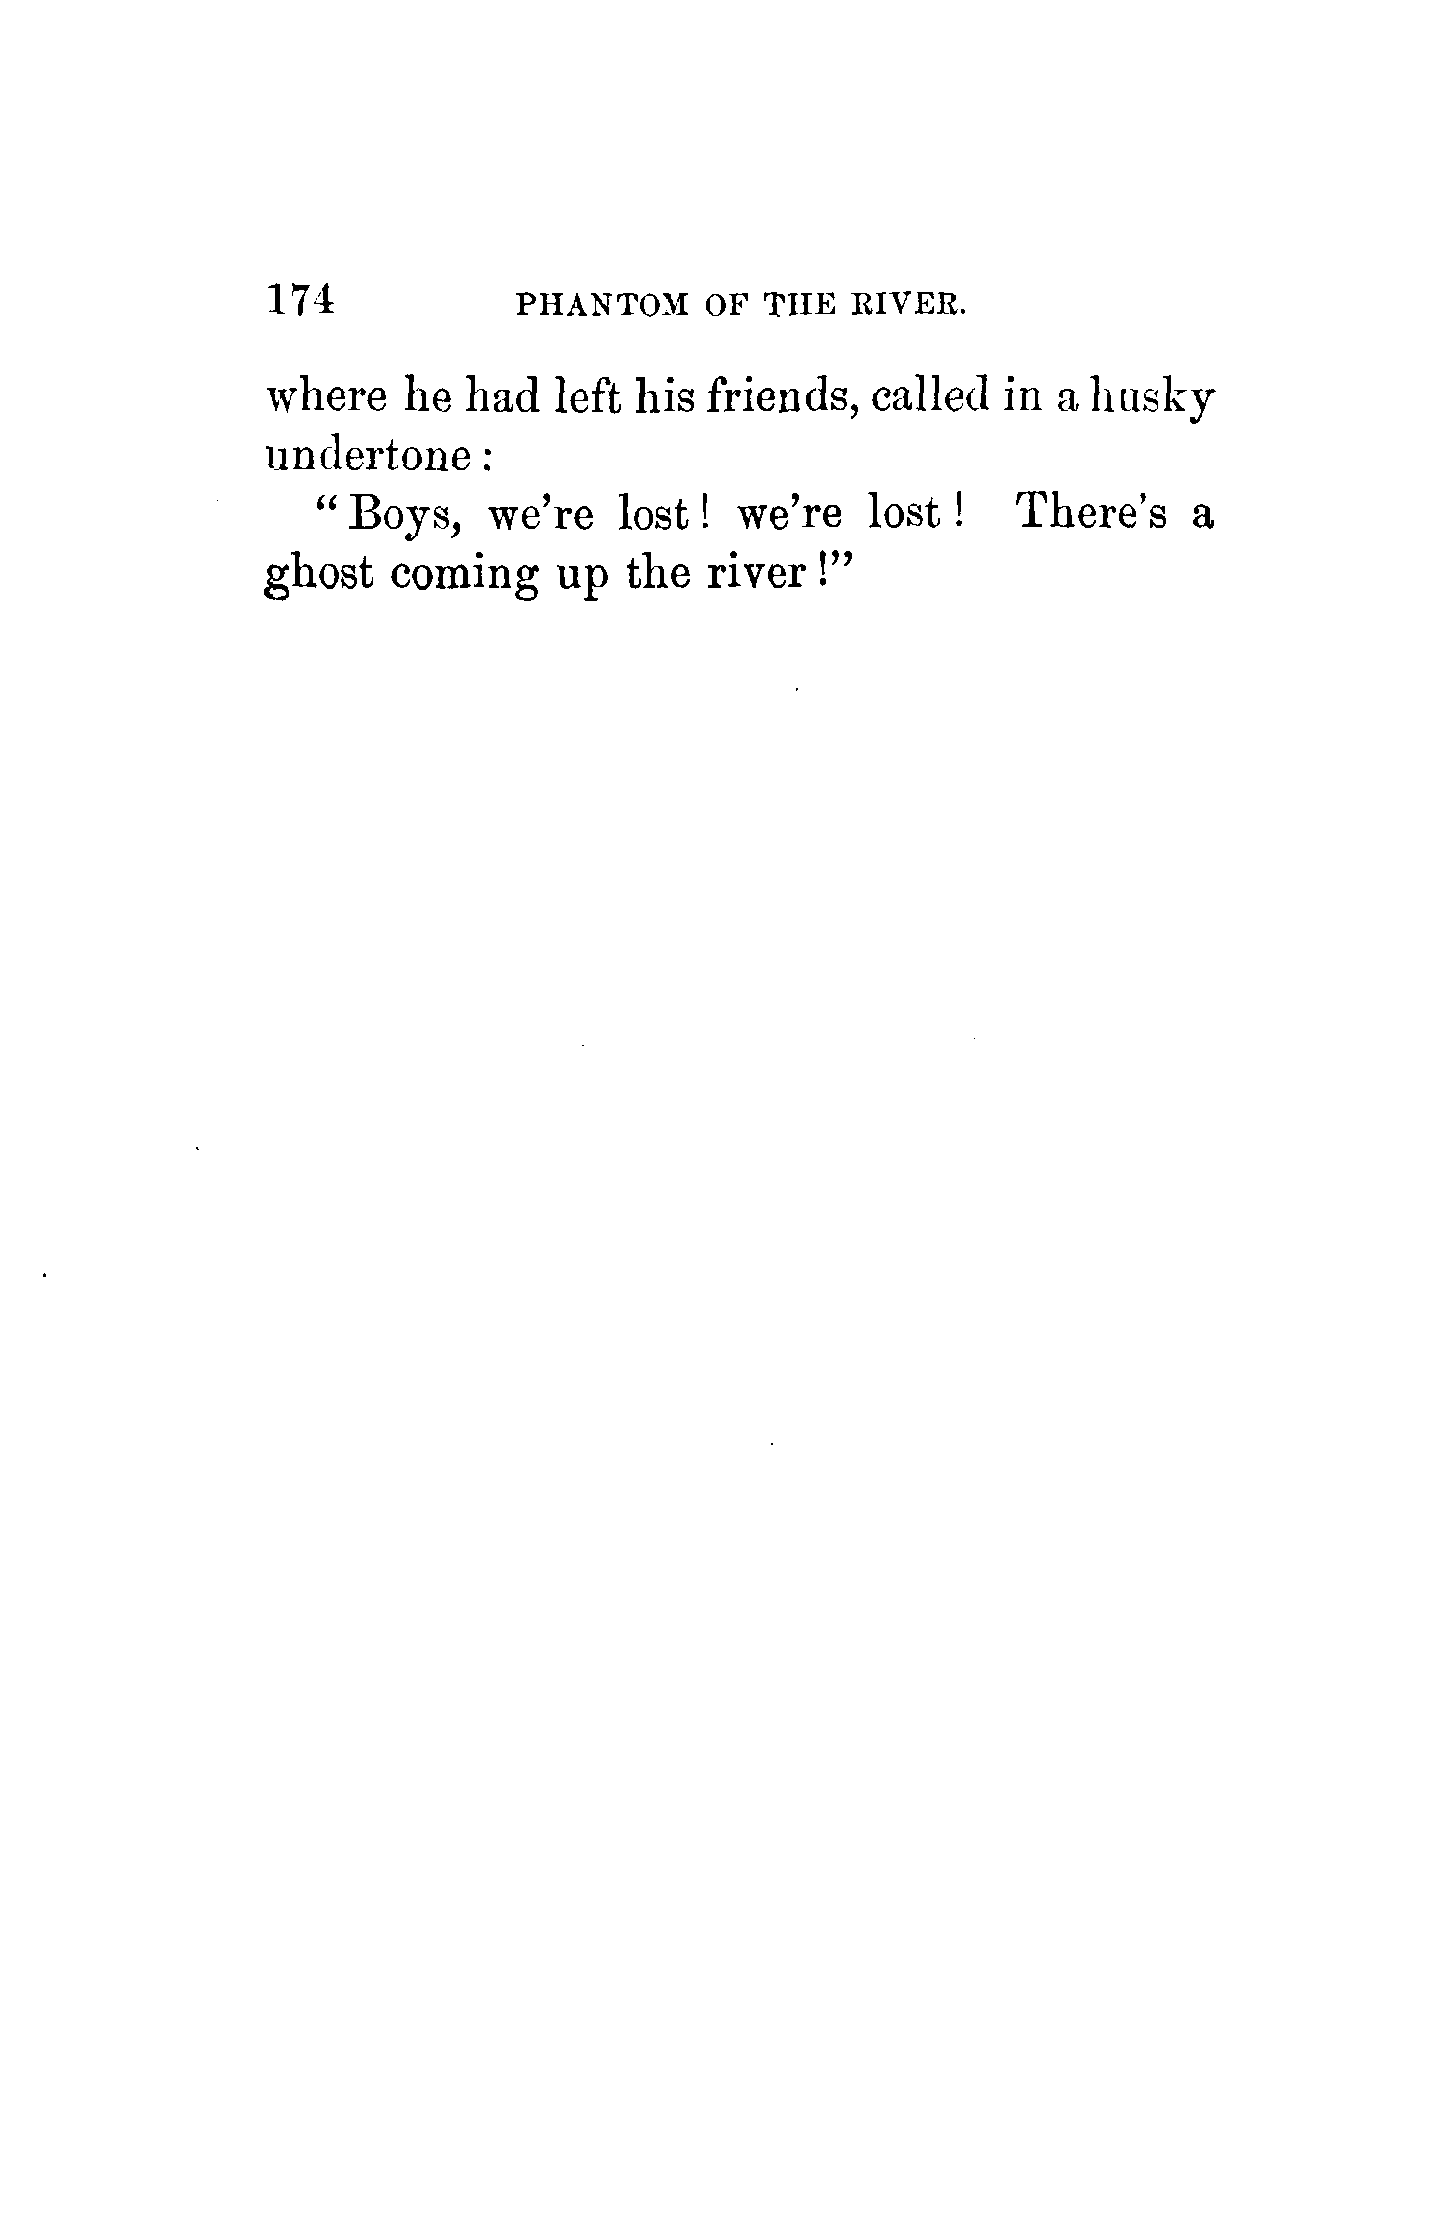 174 PHANTOM OF THE RIVER.
where he had left his friends, called in a husky
undertone :
“ Boys, we’re lost ! we’re lost ! There’s a
ghost coming up the river !”